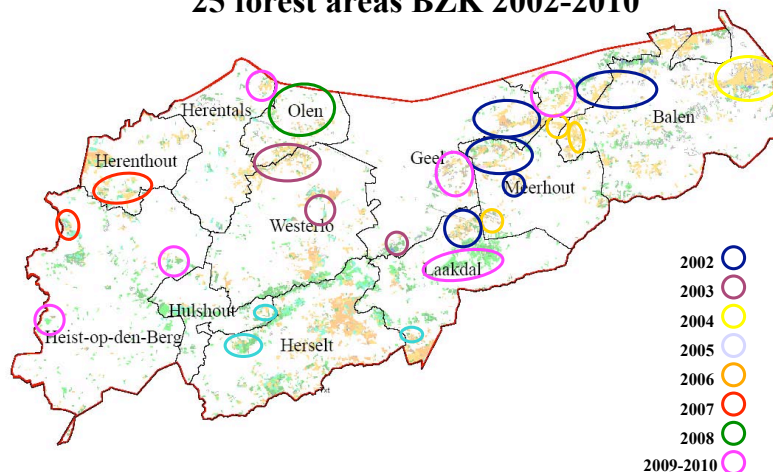 25 forest areas BZK 2002-2010
Herentals
Olen
Balen
Herenthout
Geel
Meerhout
Westerlo
Laakdal
Hulshout
Heist-op-den-Berg
Herselt
2002
2003
2004
2005
2006
2007
2008
2009-2010